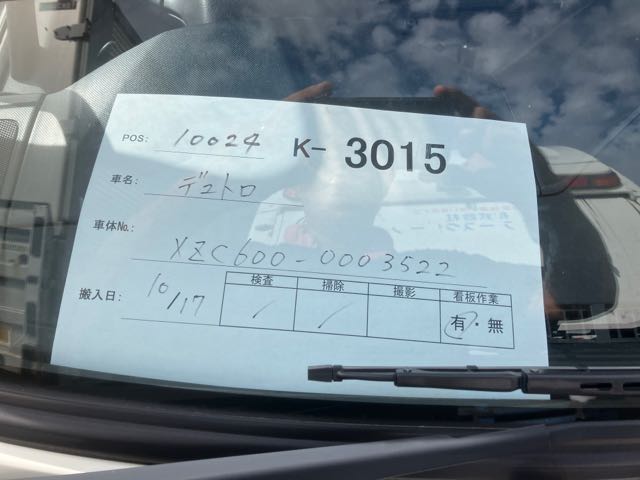 POS: 10024 K- 3015
車名: デュトロ
車体No.: XZC600-0003522
搬入日: 10/17
検査 掃除 撮影 看板作業
/ / 有・無